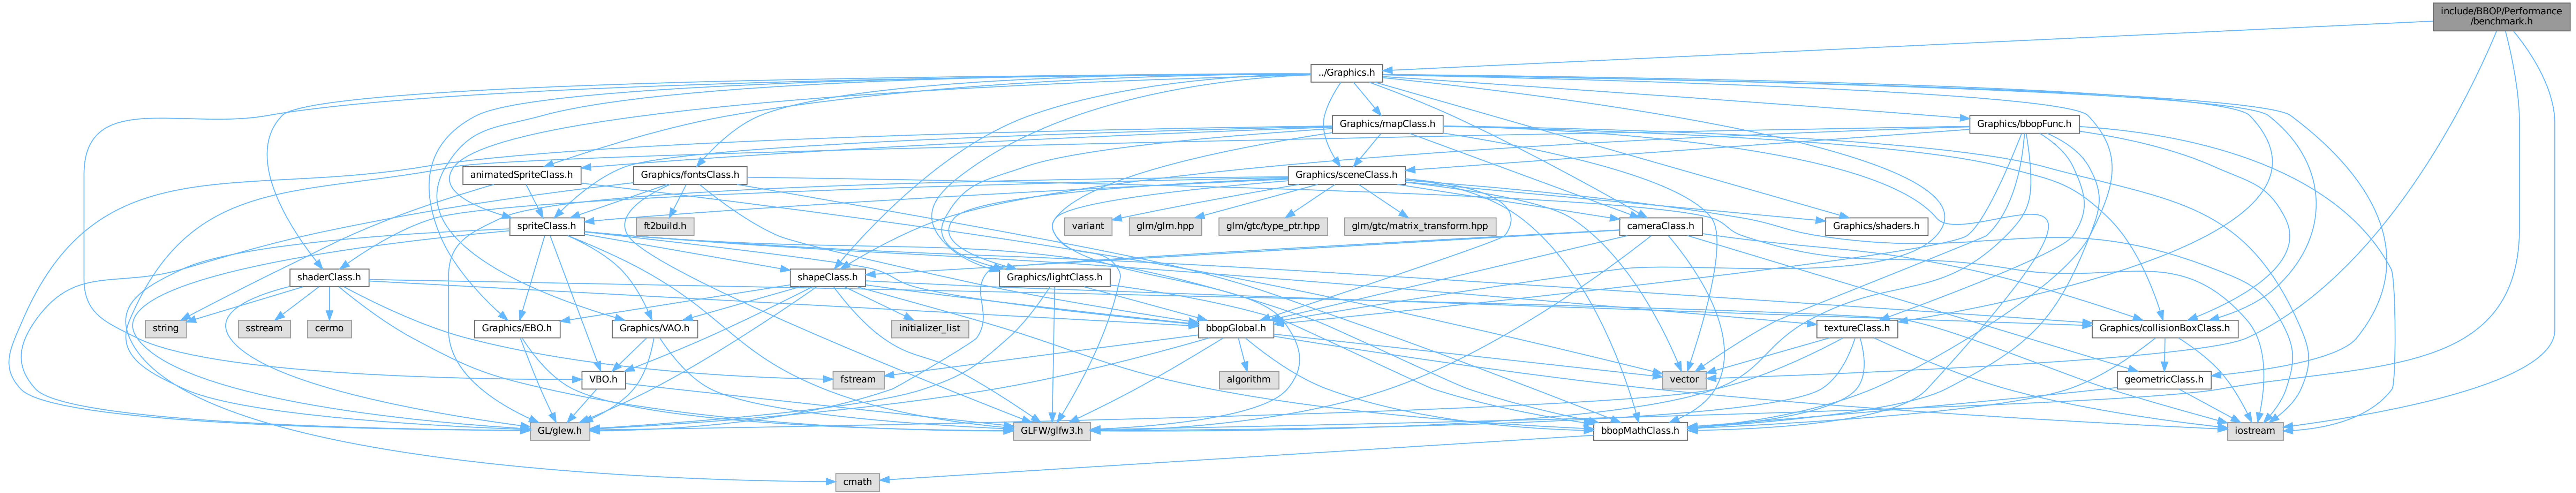 include/BBOP/Performance
/benchmark.h
../Graphics.h
Graphics/mapClass.h
Graphics/bbopFunc.h
animatedSpriteClass.h
Graphics/fontsClass.h
Graphics/sceneClass.h
spriteClass.h
ft2build.h
variant
glm/glm.hpp
glm/gtc/type_ptr.hpp
glm/gtc/matrix_transform.hpp
cameraClass.h
Graphics/shaders.h
shaderClass.h
shapeClass.h
Graphics/lightClass.h
string
sstream
cerrno
Graphics/EBO.h
Graphics/VAO.h
initializer_list
bbopGlobal.h
textureClass.h
Graphics/collisionBoxClass.h
VBO.h
fstream
algorithm
vector
geometricClass.h
GL/glew.h
GLFW/glfw3.h
bbopMathClass.h
iostream
cmath